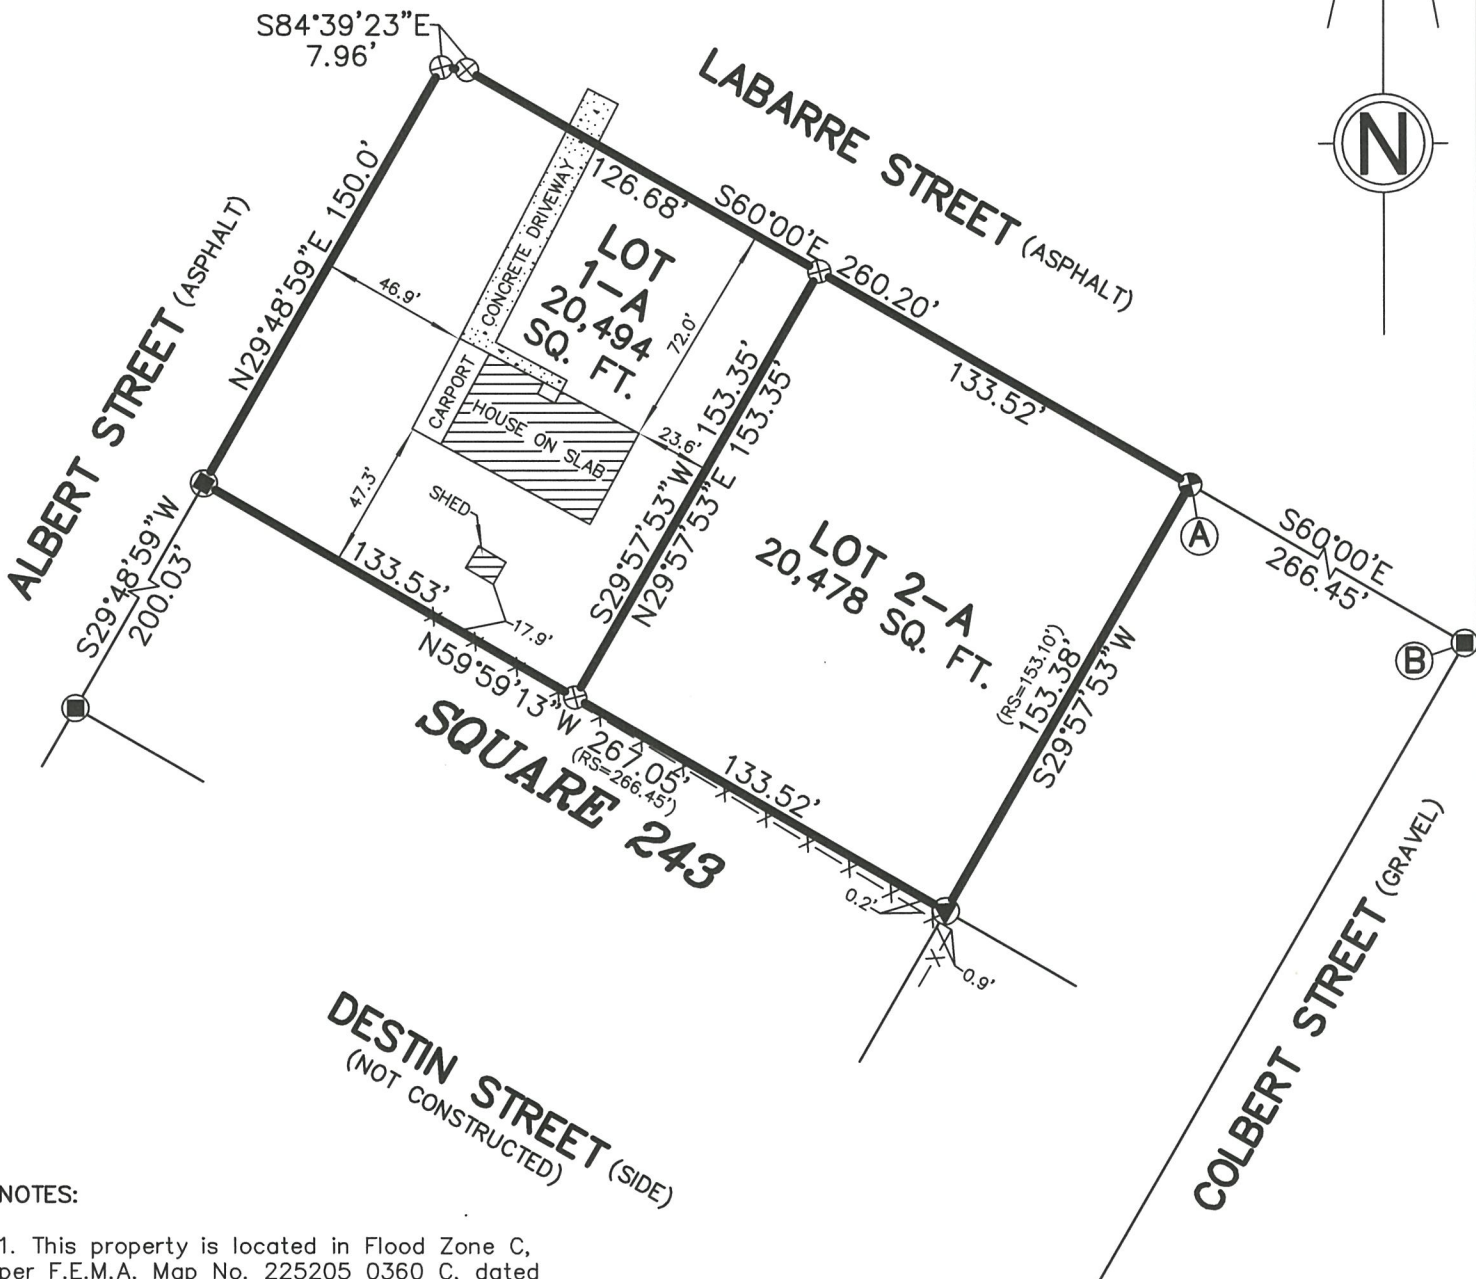 S84°39'23"E
7.96'
N
LABARRE STREET (ASPHALT)
ALBERT STREET (ASPHALT)
N29°48'59"E 150.0'
CONCRETE DRIVEWAY
126.68'
S60°00'E 260.20'
LOT
1-A
20,494
SQ. FT.
46.9'
72.0'
CARPORT
HOUSE ON SLAB
23.6'
47.3'
SHED
17.9'
S29°57'53"W 153.35'
N29°57'53"E 153.35'
133.52'
LOT 2-A
20,478 SQ. FT.
A
S60°00'E
266.45'
B
(RS=153.10')
153.38'
S29°57'53"W
S29°48'59"W
200.03'
133.53'
N59°59'13"W 267.05'
(RS=266.45')
133.52'
0.2'
0.9'
SQUARE 243
DESTIN STREET (SIDE)
(NOT CONSTRUCTED)
COLBERT STREET (GRAVEL)
NOTES:
1. This property is located in Flood Zone C,
per F.E.M.A. Map No. 225205 0360 C, dated